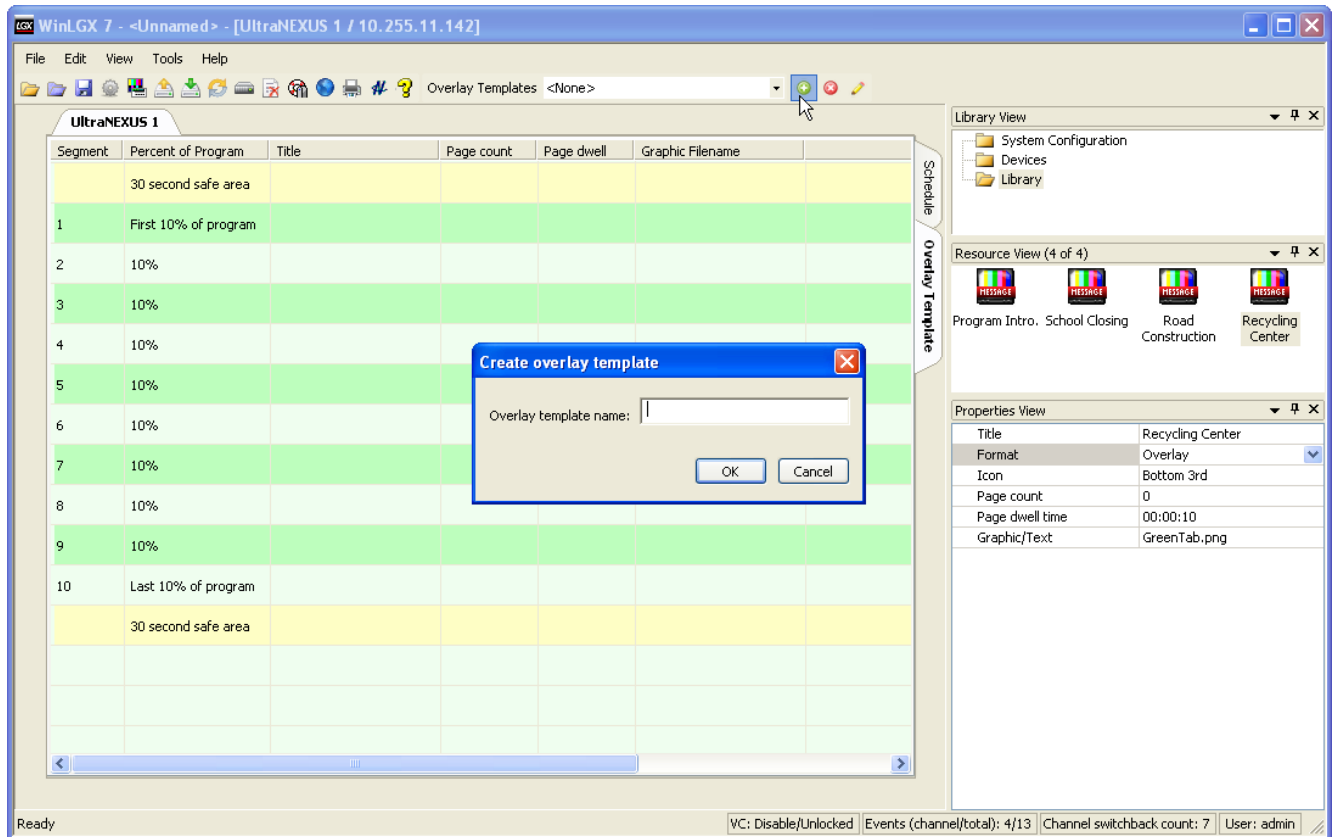 LGX WinLGX 7 - <Unnamed> - [UltraNEXUS 1 / 10.255.11.142]
File Edit View Tools Help
Overlay Templates <None>
UltraNEXUS 1
Segment Percent of Program Title Page count Page dwell Graphic Filename
30 second safe area
1 First 10% of program
2 10%
3 10%
4 10%
5 10%
6 10%
7 10%
8 10%
9 10%
10 Last 10% of program
30 second safe area
Schedule
Overlay Template
Create overlay template
Overlay template name:
OK Cancel
Library View
System Configuration
Devices
Library
Resource View (4 of 4)
MESSAGE MESSAGE MESSAGE MESSAGE
Program Intro. School Closing Road Recycling
Construction Center
Properties View
Title Recycling Center
Format Overlay
Icon Bottom 3rd
Page count 0
Page dwell time 00:00:10
Graphic/Text GreenTab.png
Ready VC: Disable/Unlocked Events (channel/total): 4/13 Channel switchback count: 7 User: admin